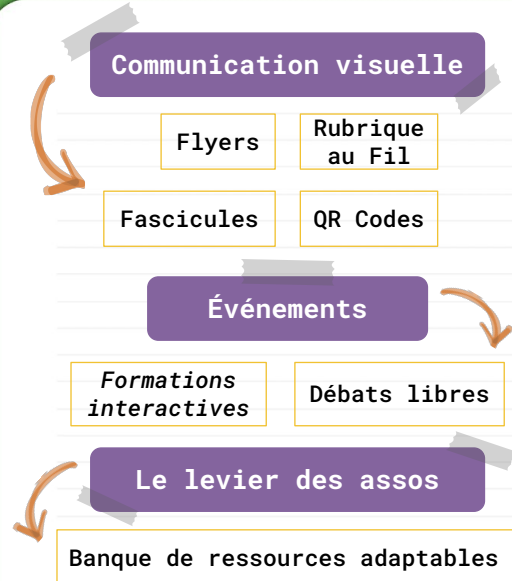 Communication visuelle
Flyers
Rubrique
au Fil
Fascicules
QR Codes
Événements
Formations
interactives
Débats libres
Le levier des assos
Banque de ressources adaptables